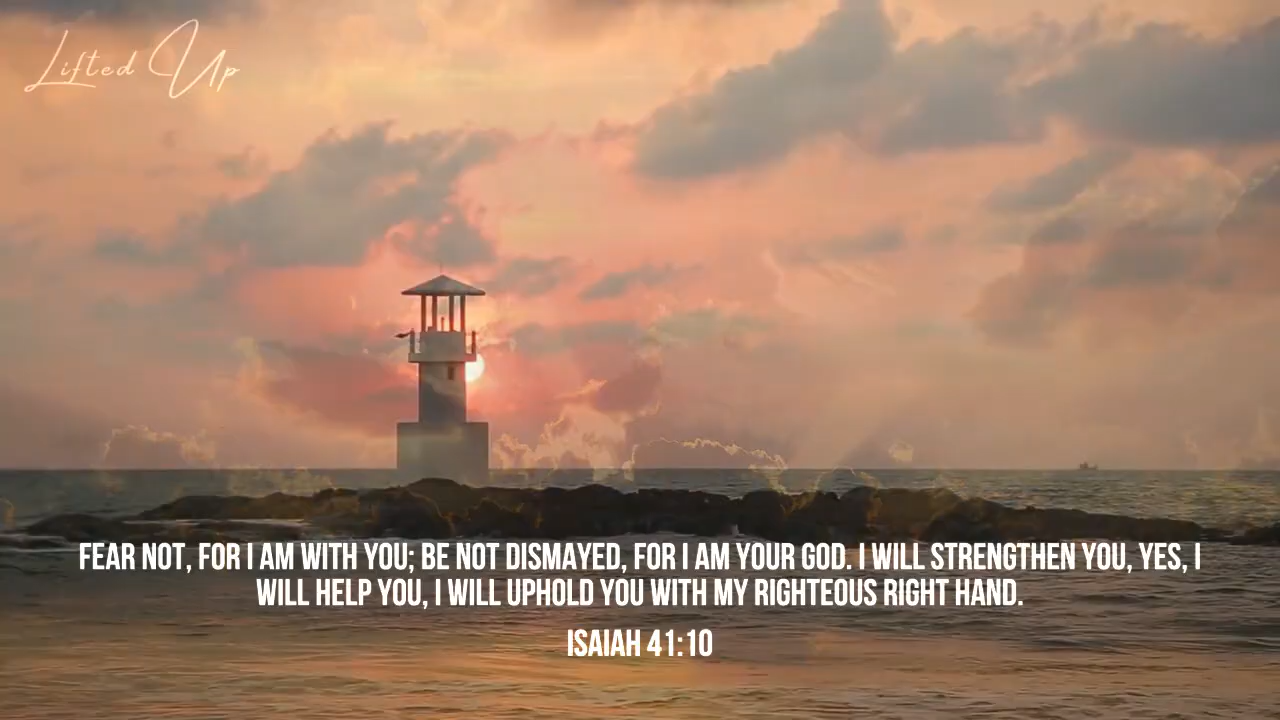 Lifted Up
FEAR NOT, FOR I AM WITH YOU; BE NOT DISMAYED, FOR I AM YOUR GOD. I WILL STRENGTHEN YOU, YES, I
WILL HELP YOU, I WILL UPHOLD YOU WITH MY RIGHTEOUS RIGHT HAND.
ISAIAH 41:10